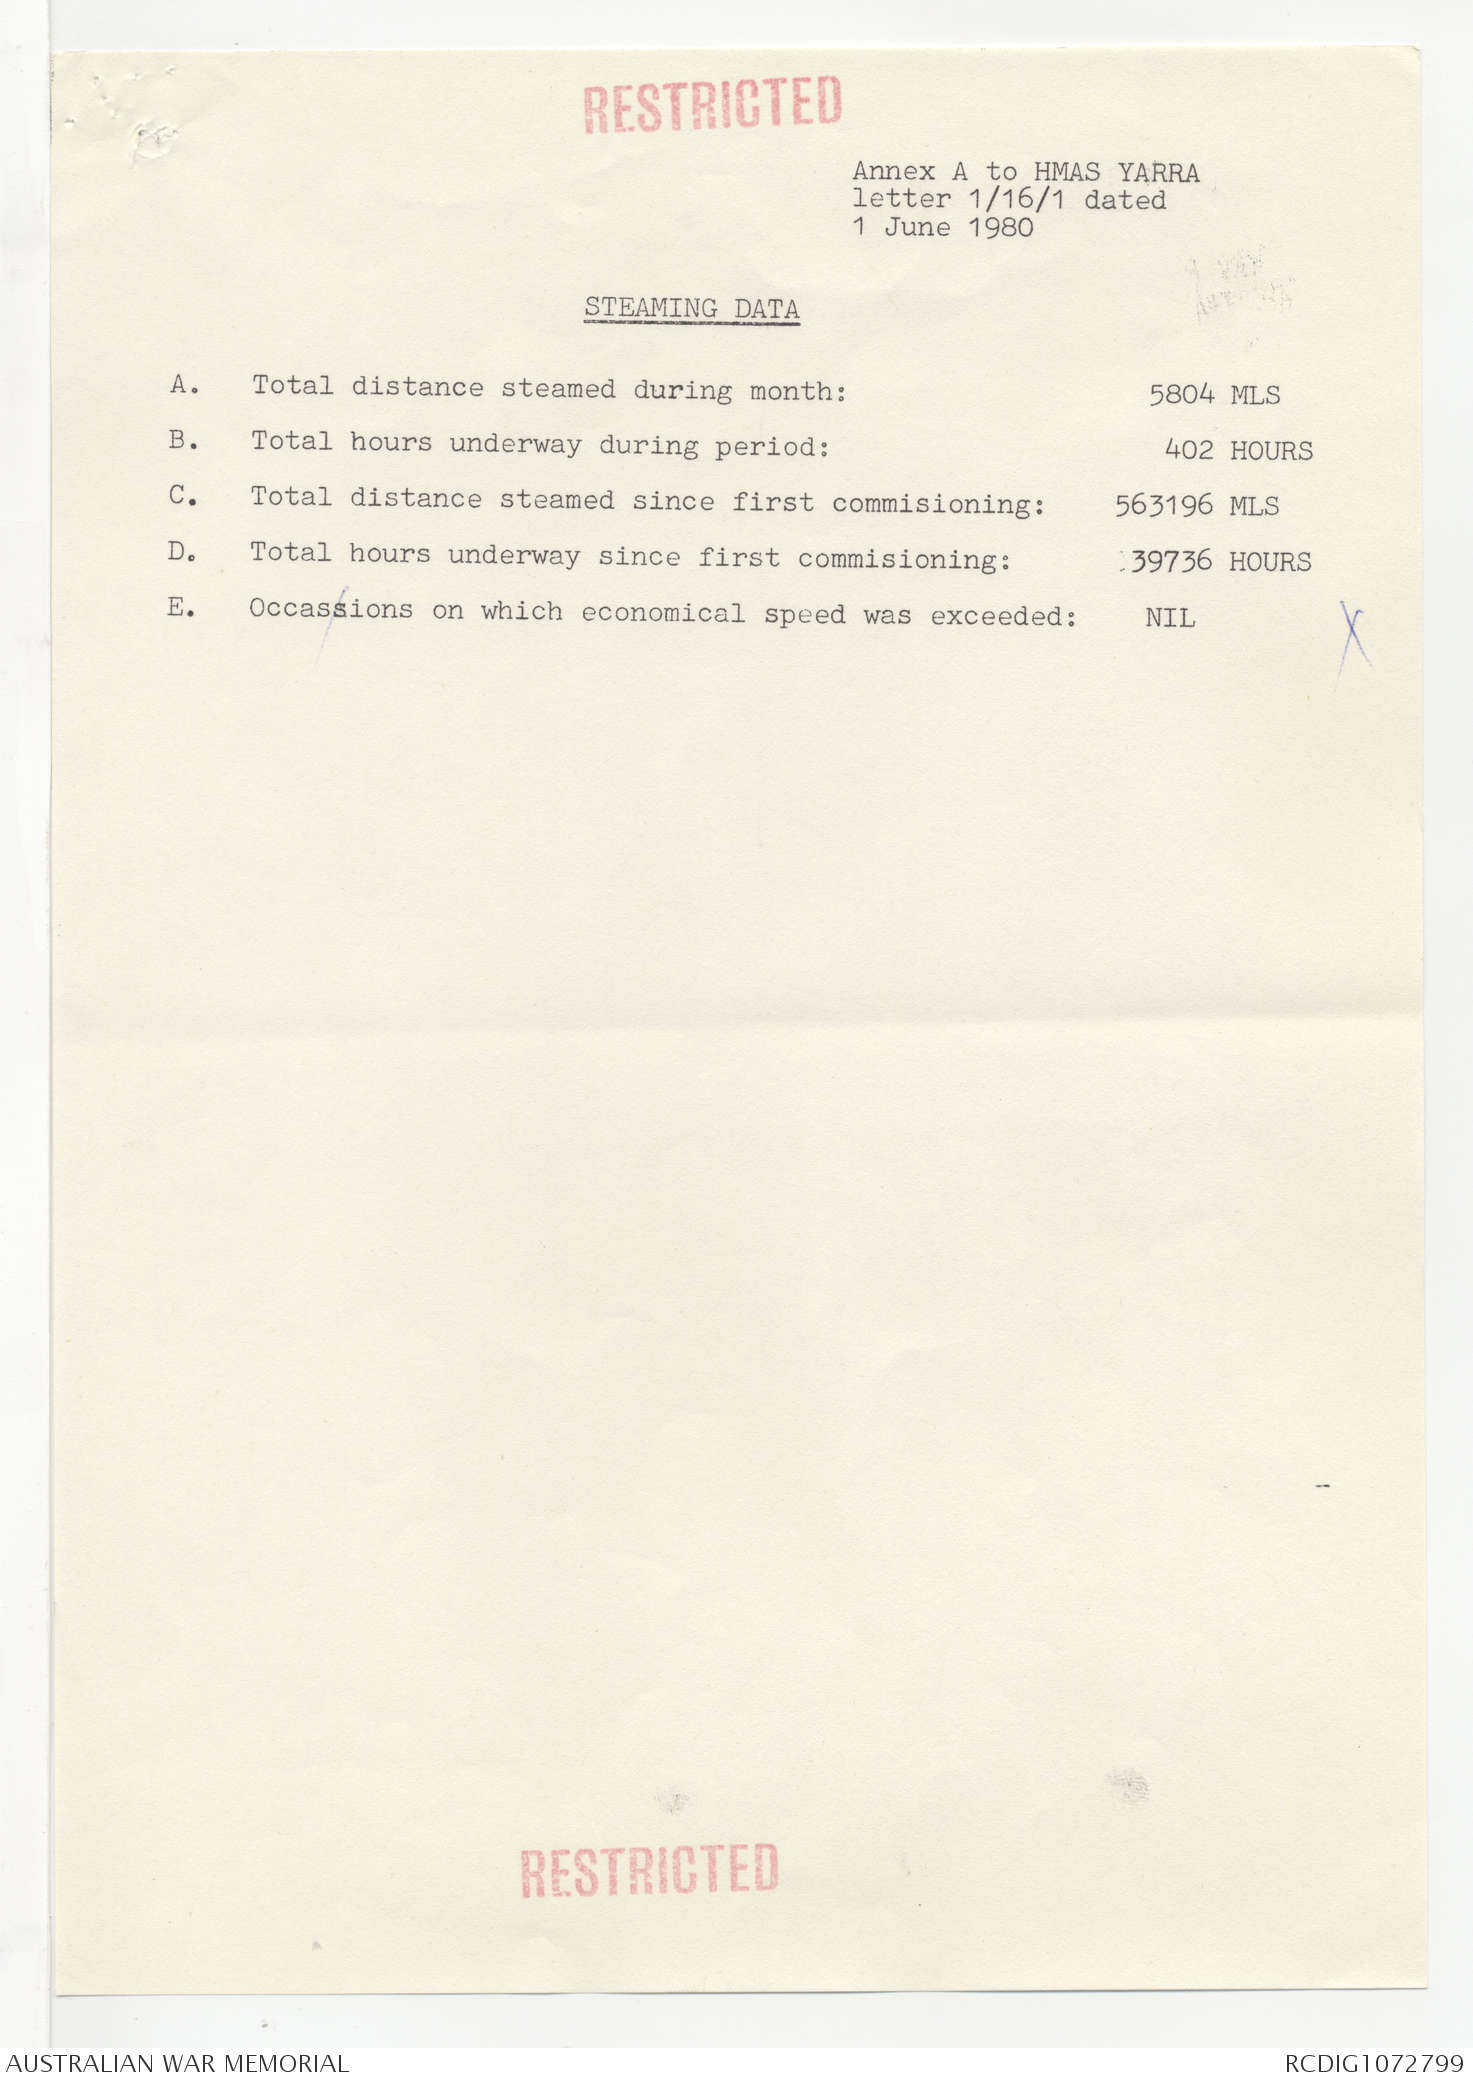 RESTRICTED
Annex A to HMAS YARRA
letter 1/16/1 dated
1 June 1980
STEAMING DATA
A. Total distance steamed during month: 5804 MLS
B. Total hours underway during period: 402 HOURS
C. Total distance steamed since first commisioning: 563196 MLS
D. Total hours underway since first commisioning: 39736 HOURS
E. Occassions on which economical speed was exceeded: NIL X
RESTRICTED
AUSTRALIAN WAR MEMORIAL RCDIG1072799